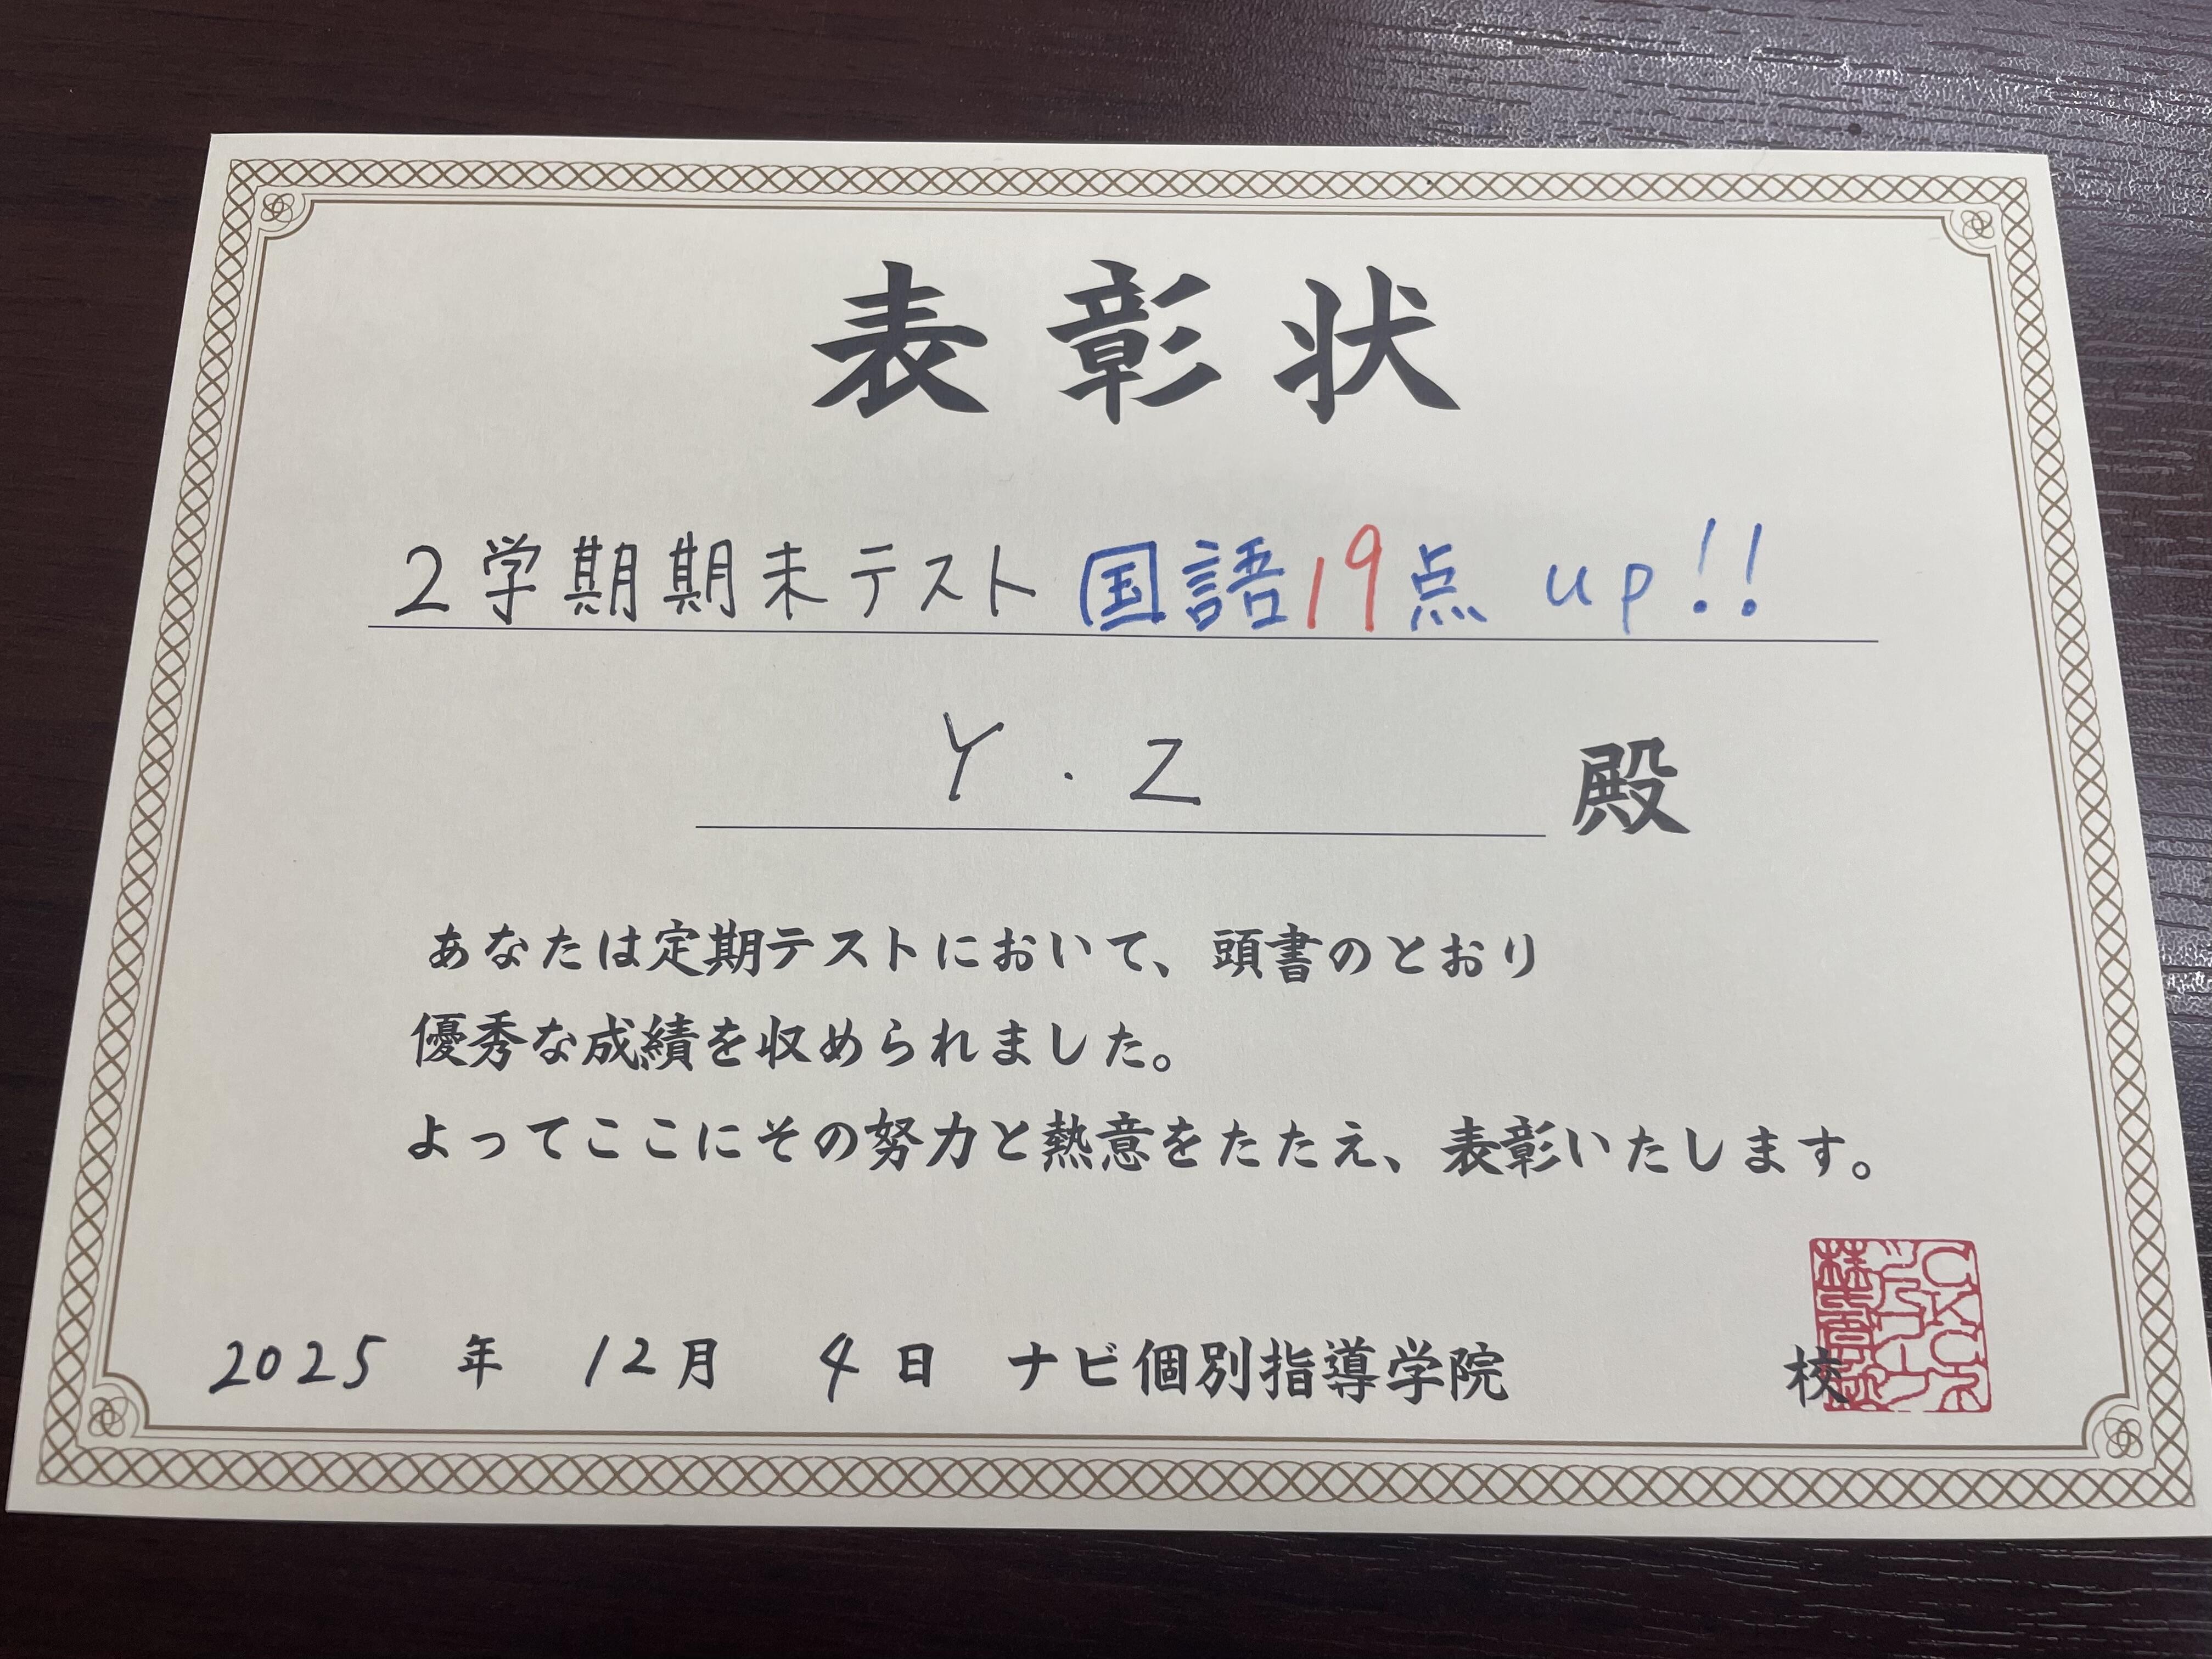 表彰状
2学期期末テスト 国語19点 up!!
Y・Z 殿
あなたは定期テストにおいて、頭書のとおり
優秀な成績を収められました。
よってここにその努力と熱意をたたえ、表彰いたします。
2025年 12月 4日 ナビ個別指導学院 校